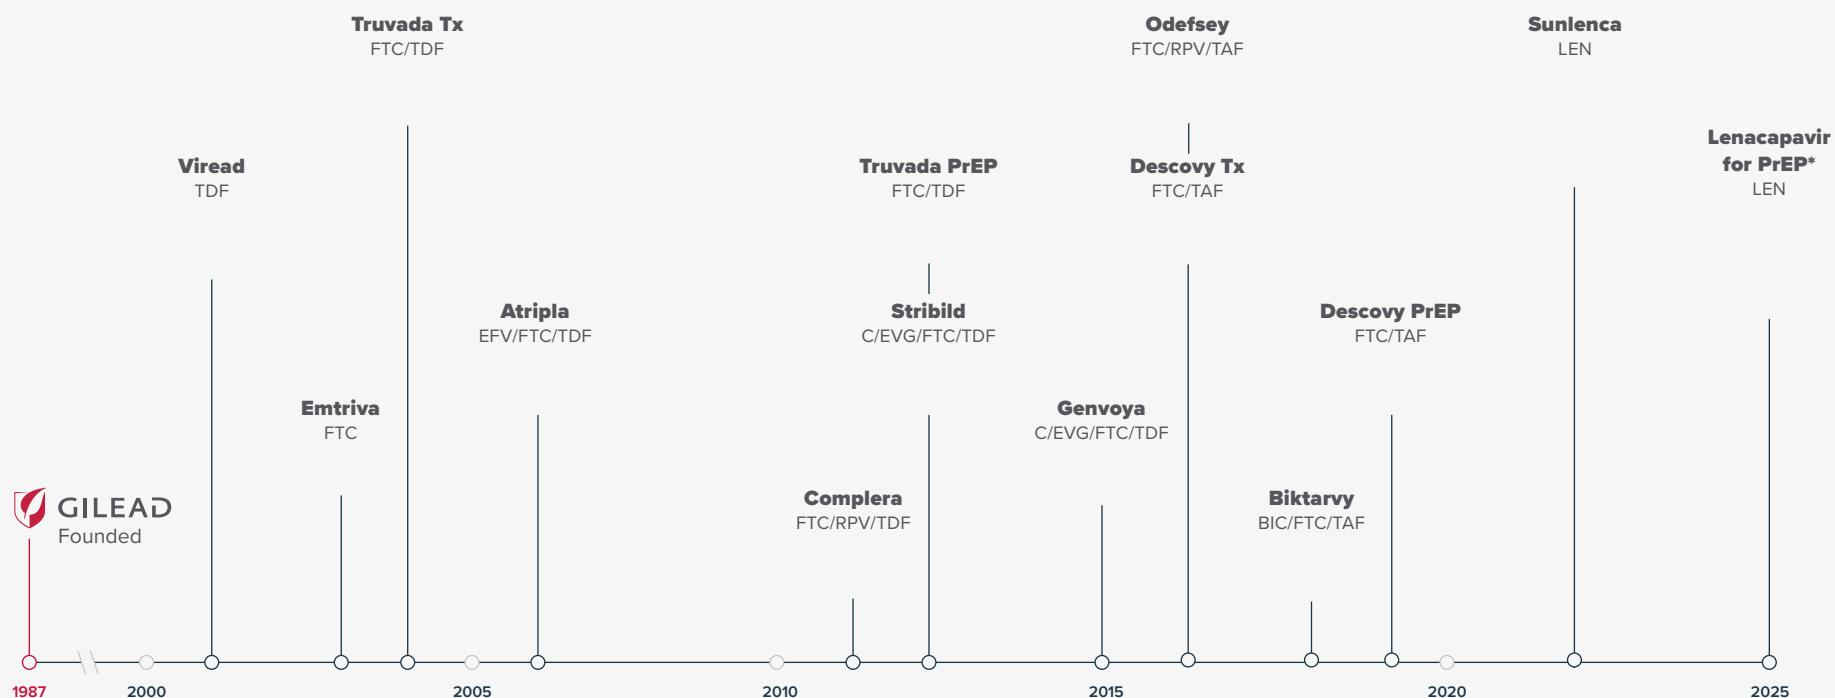 Truvada Tx
FTC/TDF
Odefsey
FTC/RPV/TAF
Sunlenca
LEN
Lenacapavir
for PrEP*
LEN
Viread
TDF
Truvada PrEP
FTC/TDF
Descovy Tx
FTC/TAF
Atripla
EFV/FTC/TDF
Stribild
C/EVG/FTC/TDF
Descovy PrEP
FTC/TAF
Emtriva
FTC
Genvoya
C/EVG/FTC/TDF
GILEAD
Founded
Complera
FTC/RPV/TDF
Biktarvy
BIC/FTC/TAF
1987
2000
2005
2010
2015
2020
2025